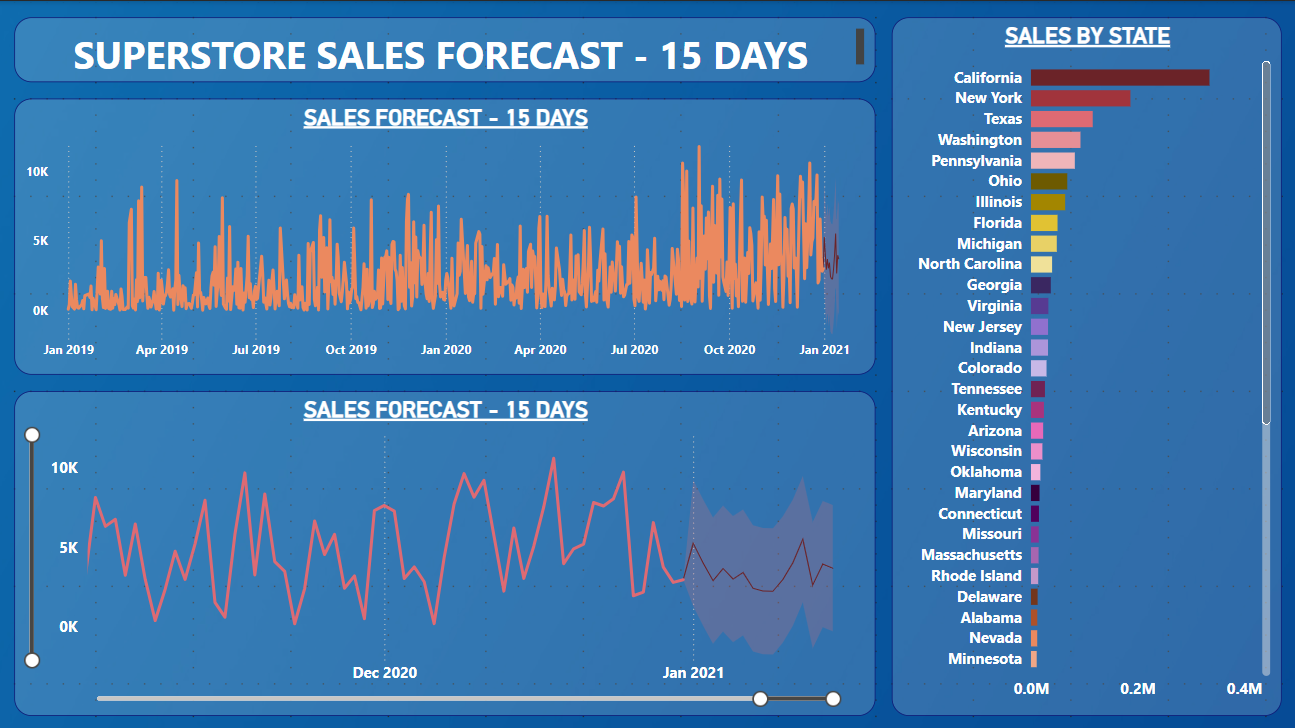 SUPERSTORE SALES FORECAST - 15 DAYS
SALES FORECAST - 15 DAYS
10K
5K
0K
Jan 2019 Apr 2019 Jul 2019 Oct 2019 Jan 2020 Apr 2020 Jul 2020 Oct 2020 Jan 2021
SALES FORECAST - 15 DAYS
10K
5K
0K
Dec 2020 Jan 2021
SALES BY STATE
California
New York
Texas
Washington
Pennsylvania
Ohio
Illinois
Florida
Michigan
North Carolina
Georgia
Virginia
New Jersey
Indiana
Colorado
Tennessee
Kentucky
Arizona
Wisconsin
Oklahoma
Maryland
Connecticut
Missouri
Massachusetts
Rhode Island
Delaware
Alabama
Nevada
Minnesota
0.0M 0.2M 0.4M